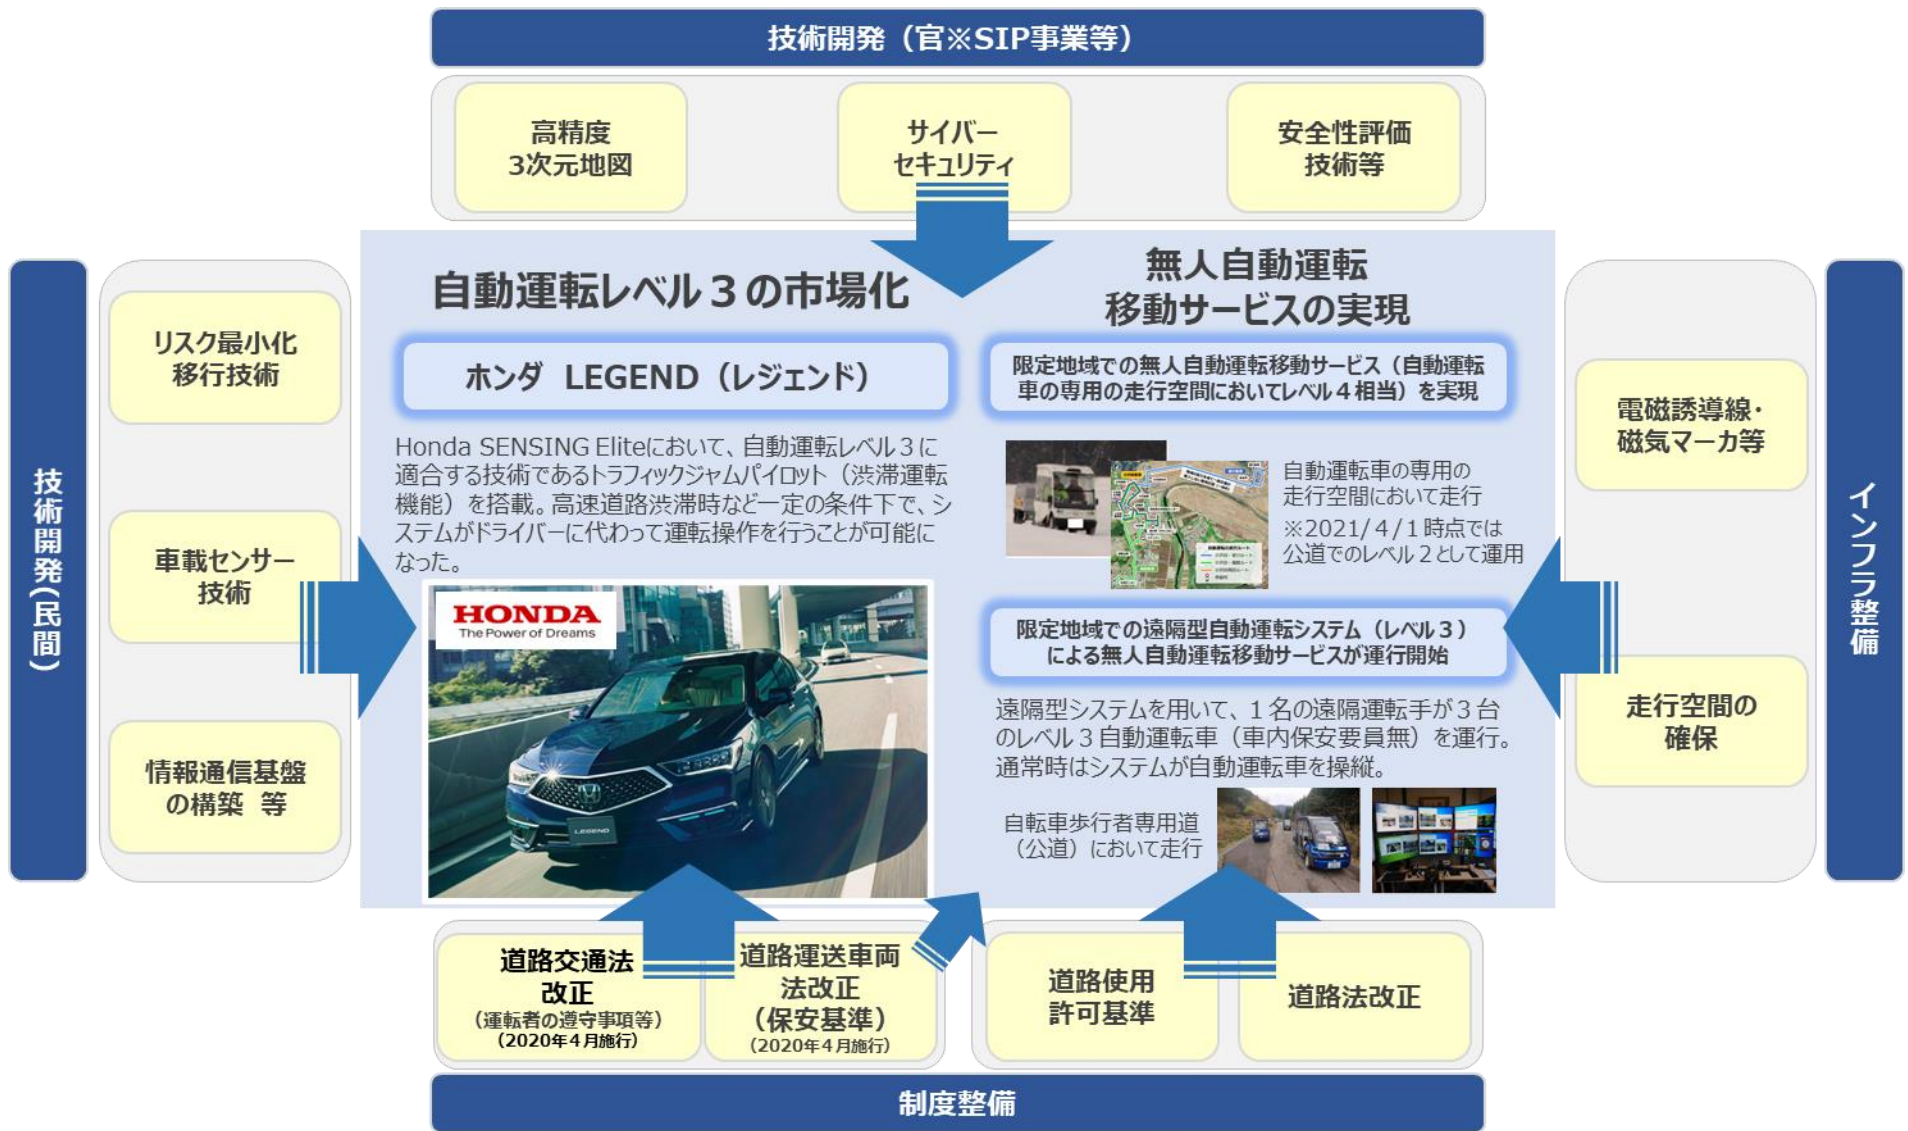 技術開発（官※SIP事業等）
高精度
3次元地図
サイバー
セキュリティ
安全性評価
技術等
技術開発(民間)
リスク最小化
移行技術
車載センサー
技術
情報通信基盤
の構築 等
自動運転レベル３の市場化
ホンダ LEGEND（レジェンド）
Honda SENSING Eliteにおいて、自動運転レベル３に
適合する技術であるトラフィックジャムパイロット（渋滞運転
機能）を搭載。高速道路渋滞時など一定の条件下で、シ
ステムがドライバーに代わって運転操作を行うことが可能に
なった。
HONDA
The Power of Dreams
LEGEND
無人自動運転
移動サービスの実現
限定地域での無人自動運転移動サービス（自動運転
車の専用の走行空間においてレベル４相当）を実現
自動運転車の専用の
走行空間において走行
※2021/４/１時点では
公道でのレベル２として運用
限定地域での遠隔型自動運転システム（レベル３）
による無人自動運転移動サービスが運行開始
遠隔型システムを用いて、１名の遠隔運転手が３台
のレベル３自動運転車（車内保安要員無）を運行。
通常時はシステムが自動運転車を操縦。
自転車歩行者専用道
（公道）において走行
電磁誘導線・
磁気マーカ等
走行空間の
確保
インフラ整備
道路交通法
改正
（運転者の遵守事項等）
（2020年４月施行）
道路運送車両
法改正
（保安基準）
（2020年４月施行）
道路使用
許可基準
道路法改正
制度整備